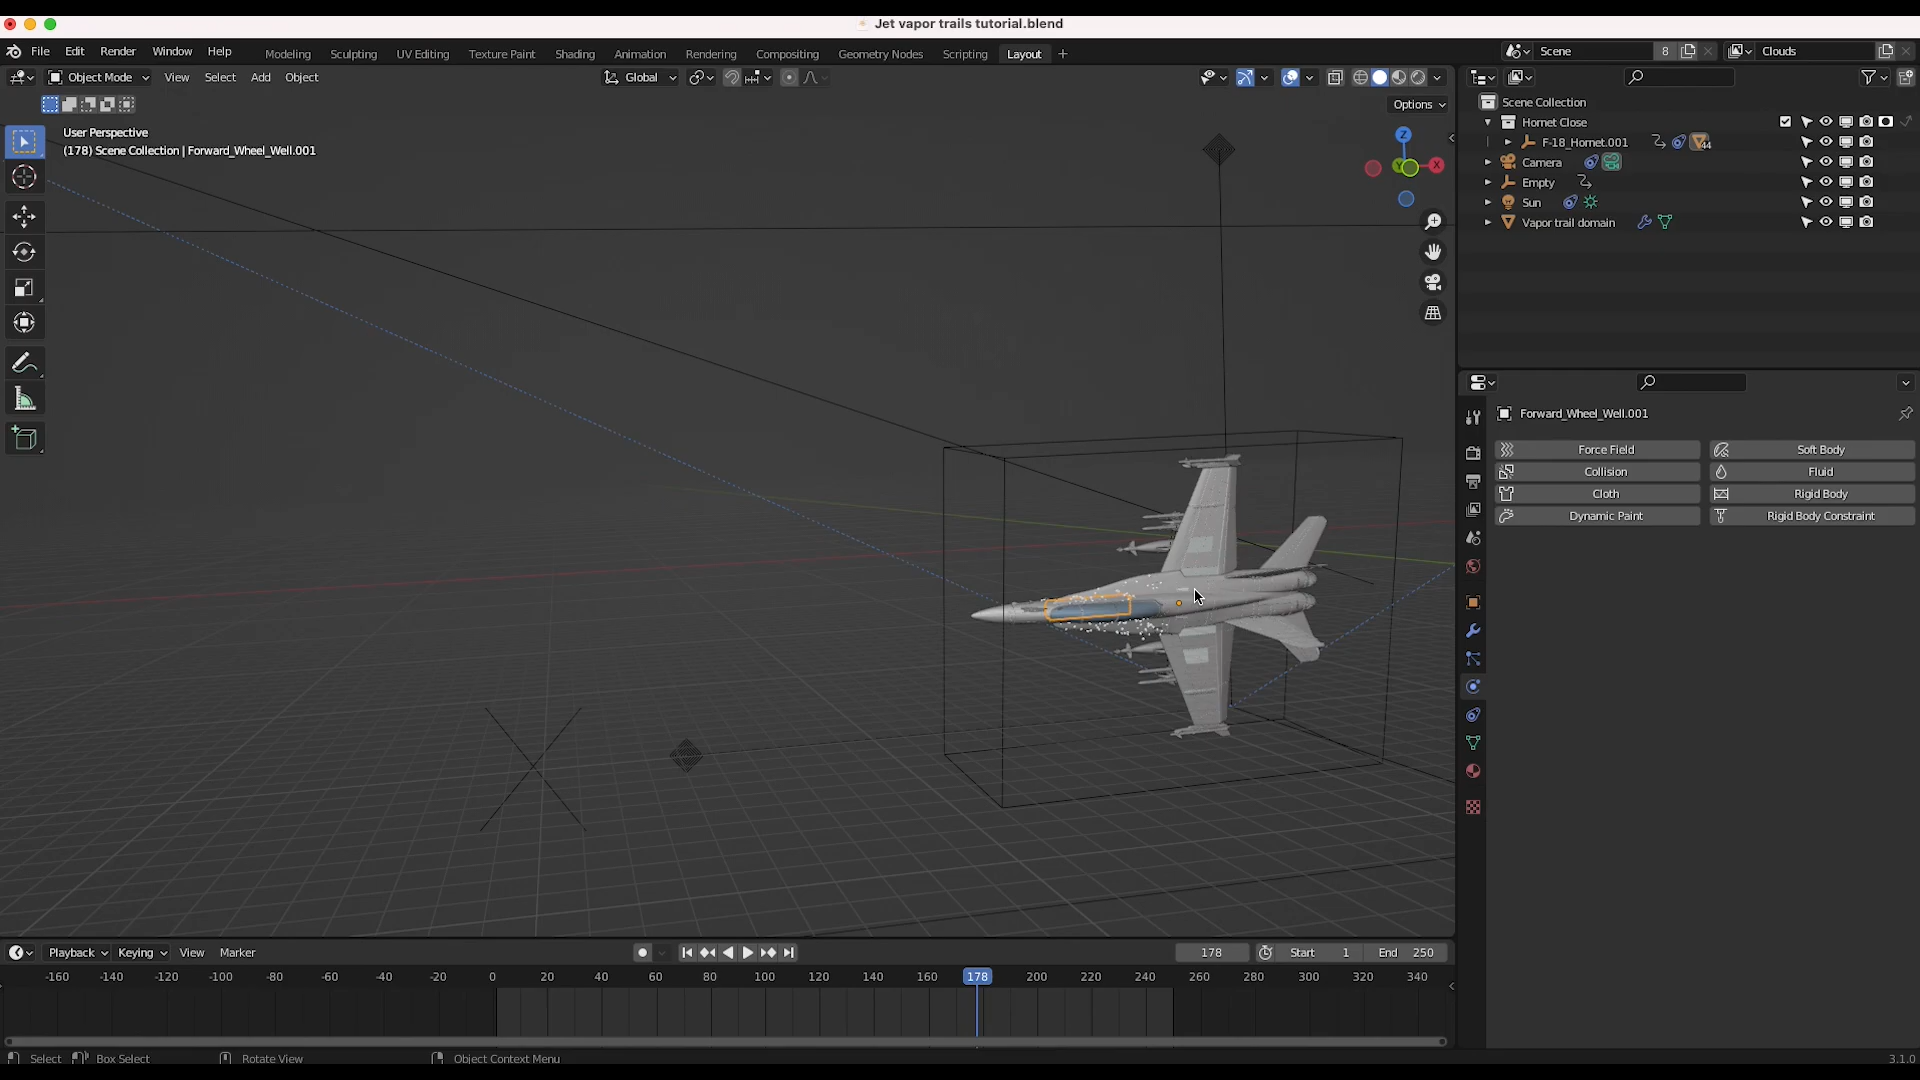 Jet vapor trails tutorial.blend
File Edit Render Window Help Modeling Sculpting UV Editing Texture Paint Shading Animation Rendering Compositing Geometry Nodes Scripting Layout + Scene 8 Clouds
Object Mode View Select Add Object Global
Options
User Perspective
(178) Scene Collection | Forward_Wheel_Well.001
Z
Y X
Scene Collection
Hornet Close
F-18_Hornet.001 44
Camera
Empty
Sun
Vapor trail domain
Forward_Wheel_Well.001
Force Field Soft Body
Collision Fluid
Cloth Rigid Body
Dynamic Paint Rigid Body Constraint
Playback Keying View Marker 178 Start 1 End 250
-160 -140 -120 -100 -80 -60 -40 -20 0 20 40 60 80 100 120 140 160 178 200 220 240 260 280 300 320 340
Select Box Select Rotate View Object Context Menu 3.1.0